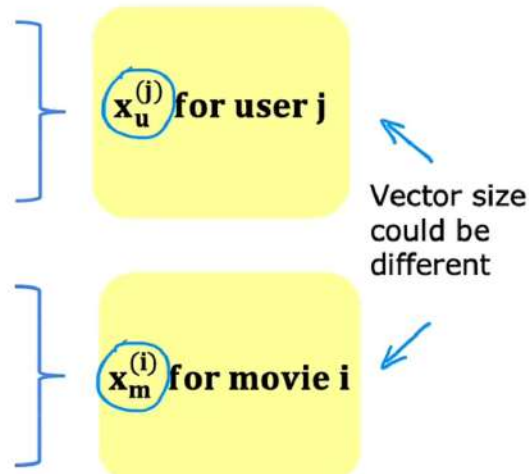 x_u^(j) for user j
Vector size
could be
different
x_m^(i) for movie i